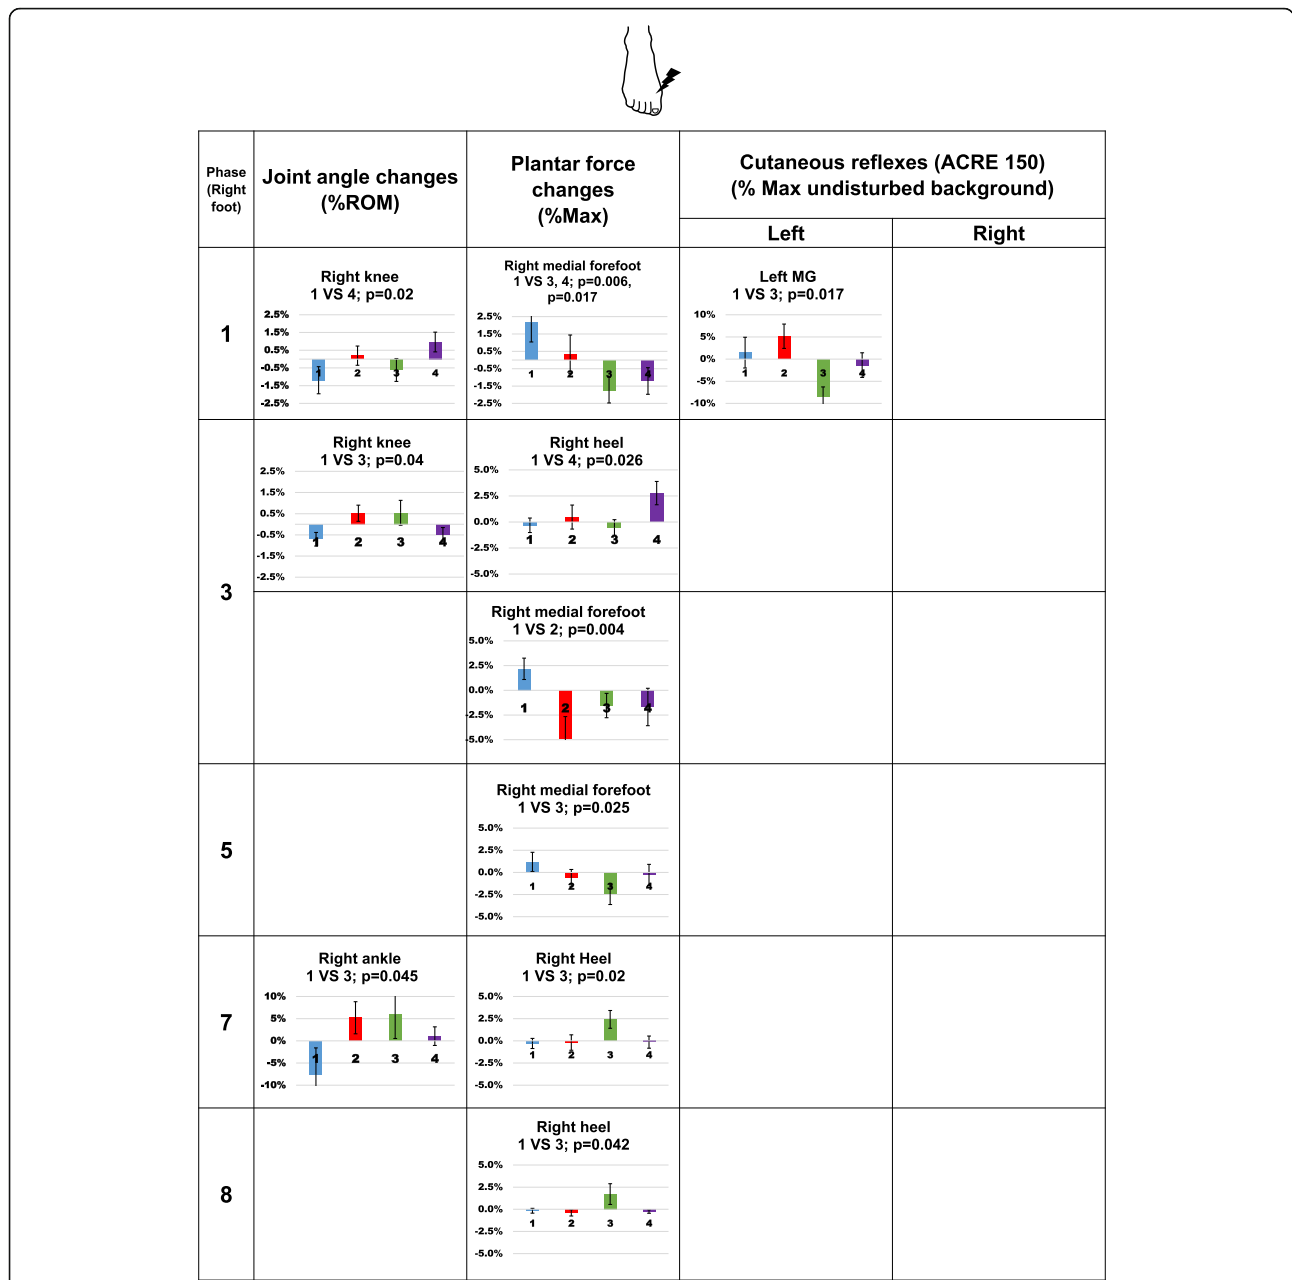 Phase
(Right
foot)
Joint angle changes
(%ROM)
Plantar force
changes
(%Max)
Cutaneous reflexes (ACRE 150)
(% Max undisturbed background)
Left
Right
1
Right knee
1 VS 4; p=0.02
2.5%
1.5%
0.5%
-0.5%
-1.5%
-2.5%
1 2 3 4
Right medial forefoot
1 VS 3, 4; p=0.006,
p=0.017
2.5%
1.5%
0.5%
-0.5%
-1.5%
-2.5%
1 2 3 4
Left MG
1 VS 3; p=0.017
10%
5%
0%
-5%
-10%
1 2 3 4
3
Right knee
1 VS 3; p=0.04
2.5%
1.5%
0.5%
-0.5%
-1.5%
-2.5%
1 2 3 4
Right heel
1 VS 4; p=0.026
5.0%
2.5%
0.0%
-2.5%
-5.0%
1 2 3 4
Right medial forefoot
1 VS 2; p=0.004
5.0%
2.5%
0.0%
-2.5%
-5.0%
1 2 3 4
5
Right medial forefoot
1 VS 3; p=0.025
5.0%
2.5%
0.0%
-2.5%
-5.0%
1 2 3 4
7
Right ankle
1 VS 3; p=0.045
10%
5%
0%
-5%
-10%
1 2 3 4
Right Heel
1 VS 3; p=0.02
5.0%
2.5%
0.0%
-2.5%
-5.0%
1 2 3 4
8
Right heel
1 VS 3; p=0.042
5.0%
2.5%
0.0%
-2.5%
-5.0%
1 2 3 4